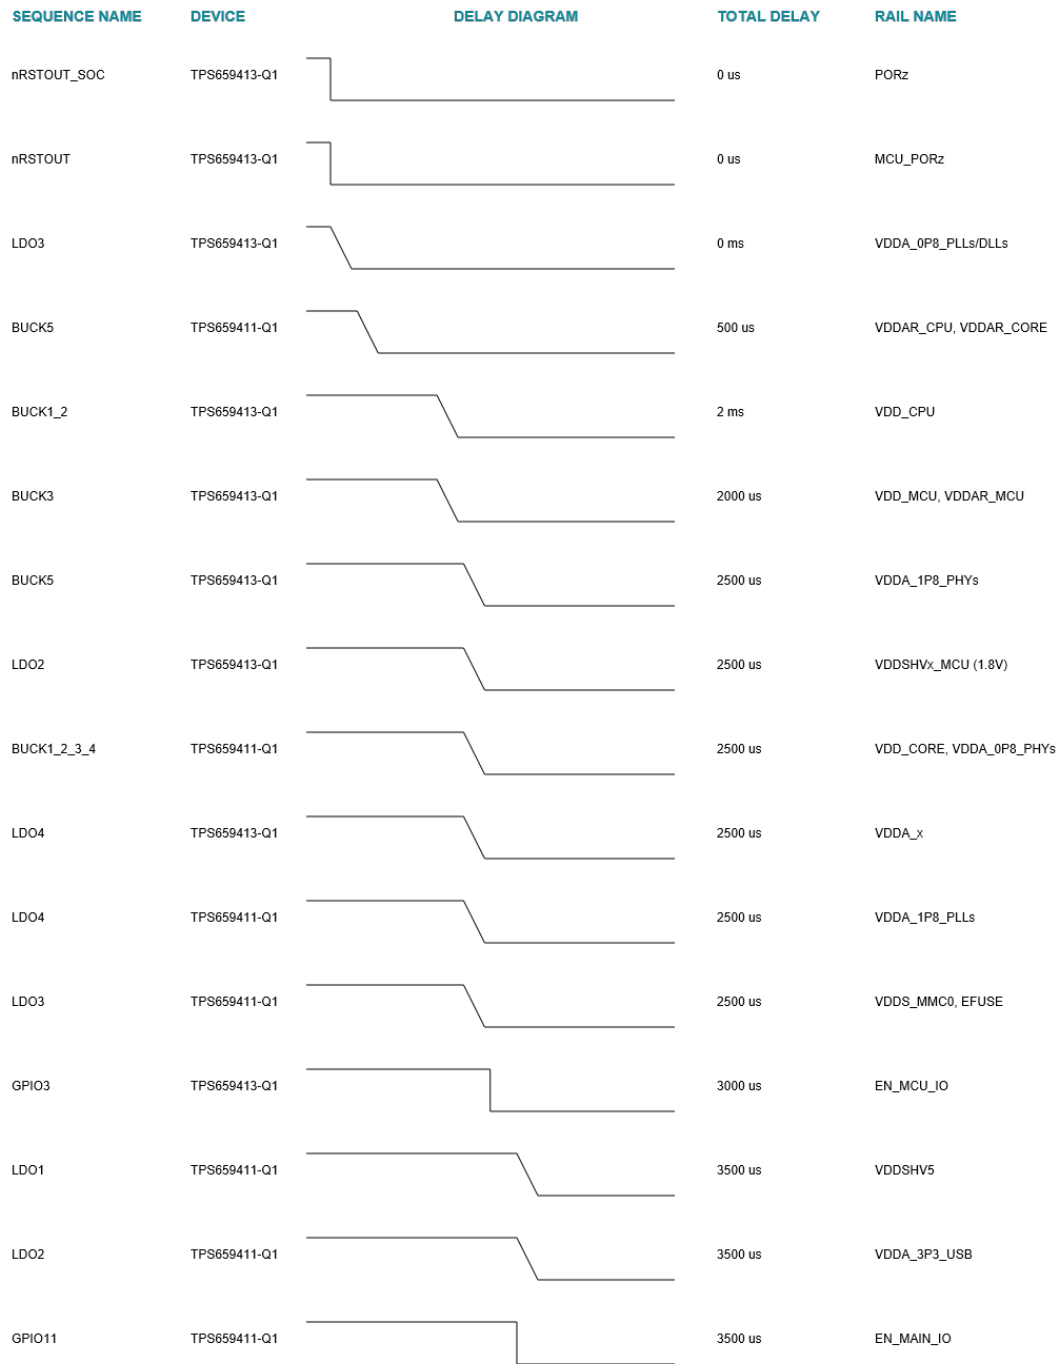 SEQUENCE NAME DEVICE DELAY DIAGRAM TOTAL DELAY RAIL NAME
nRSTOUT_SOC TPS659413-Q1 0 us PORz
nRSTOUT TPS659413-Q1 0 us MCU_PORz
LDO3 TPS659413-Q1 0 ms VDDA_0P8_PLLs/DLLs
BUCK5 TPS659411-Q1 500 us VDDAR_CPU, VDDAR_CORE
BUCK1_2 TPS659413-Q1 2 ms VDD_CPU
BUCK3 TPS659413-Q1 2000 us VDD_MCU, VDDAR_MCU
BUCK5 TPS659413-Q1 2500 us VDDA_1P8_PHYs
LDO2 TPS659413-Q1 2500 us VDDSHVx_MCU (1.8V)
BUCK1_2_3_4 TPS659411-Q1 2500 us VDD_CORE, VDDA_0P8_PHYs
LDO4 TPS659413-Q1 2500 us VDDA_x
LDO4 TPS659411-Q1 2500 us VDDA_1P8_PLLs
LDO3 TPS659411-Q1 2500 us VDDS_MMC0, EFUSE
GPIO3 TPS659413-Q1 3000 us EN_MCU_IO
LDO1 TPS659411-Q1 3500 us VDDSHV5
LDO2 TPS659411-Q1 3500 us VDDA_3P3_USB
GPIO11 TPS659411-Q1 3500 us EN_MAIN_IO